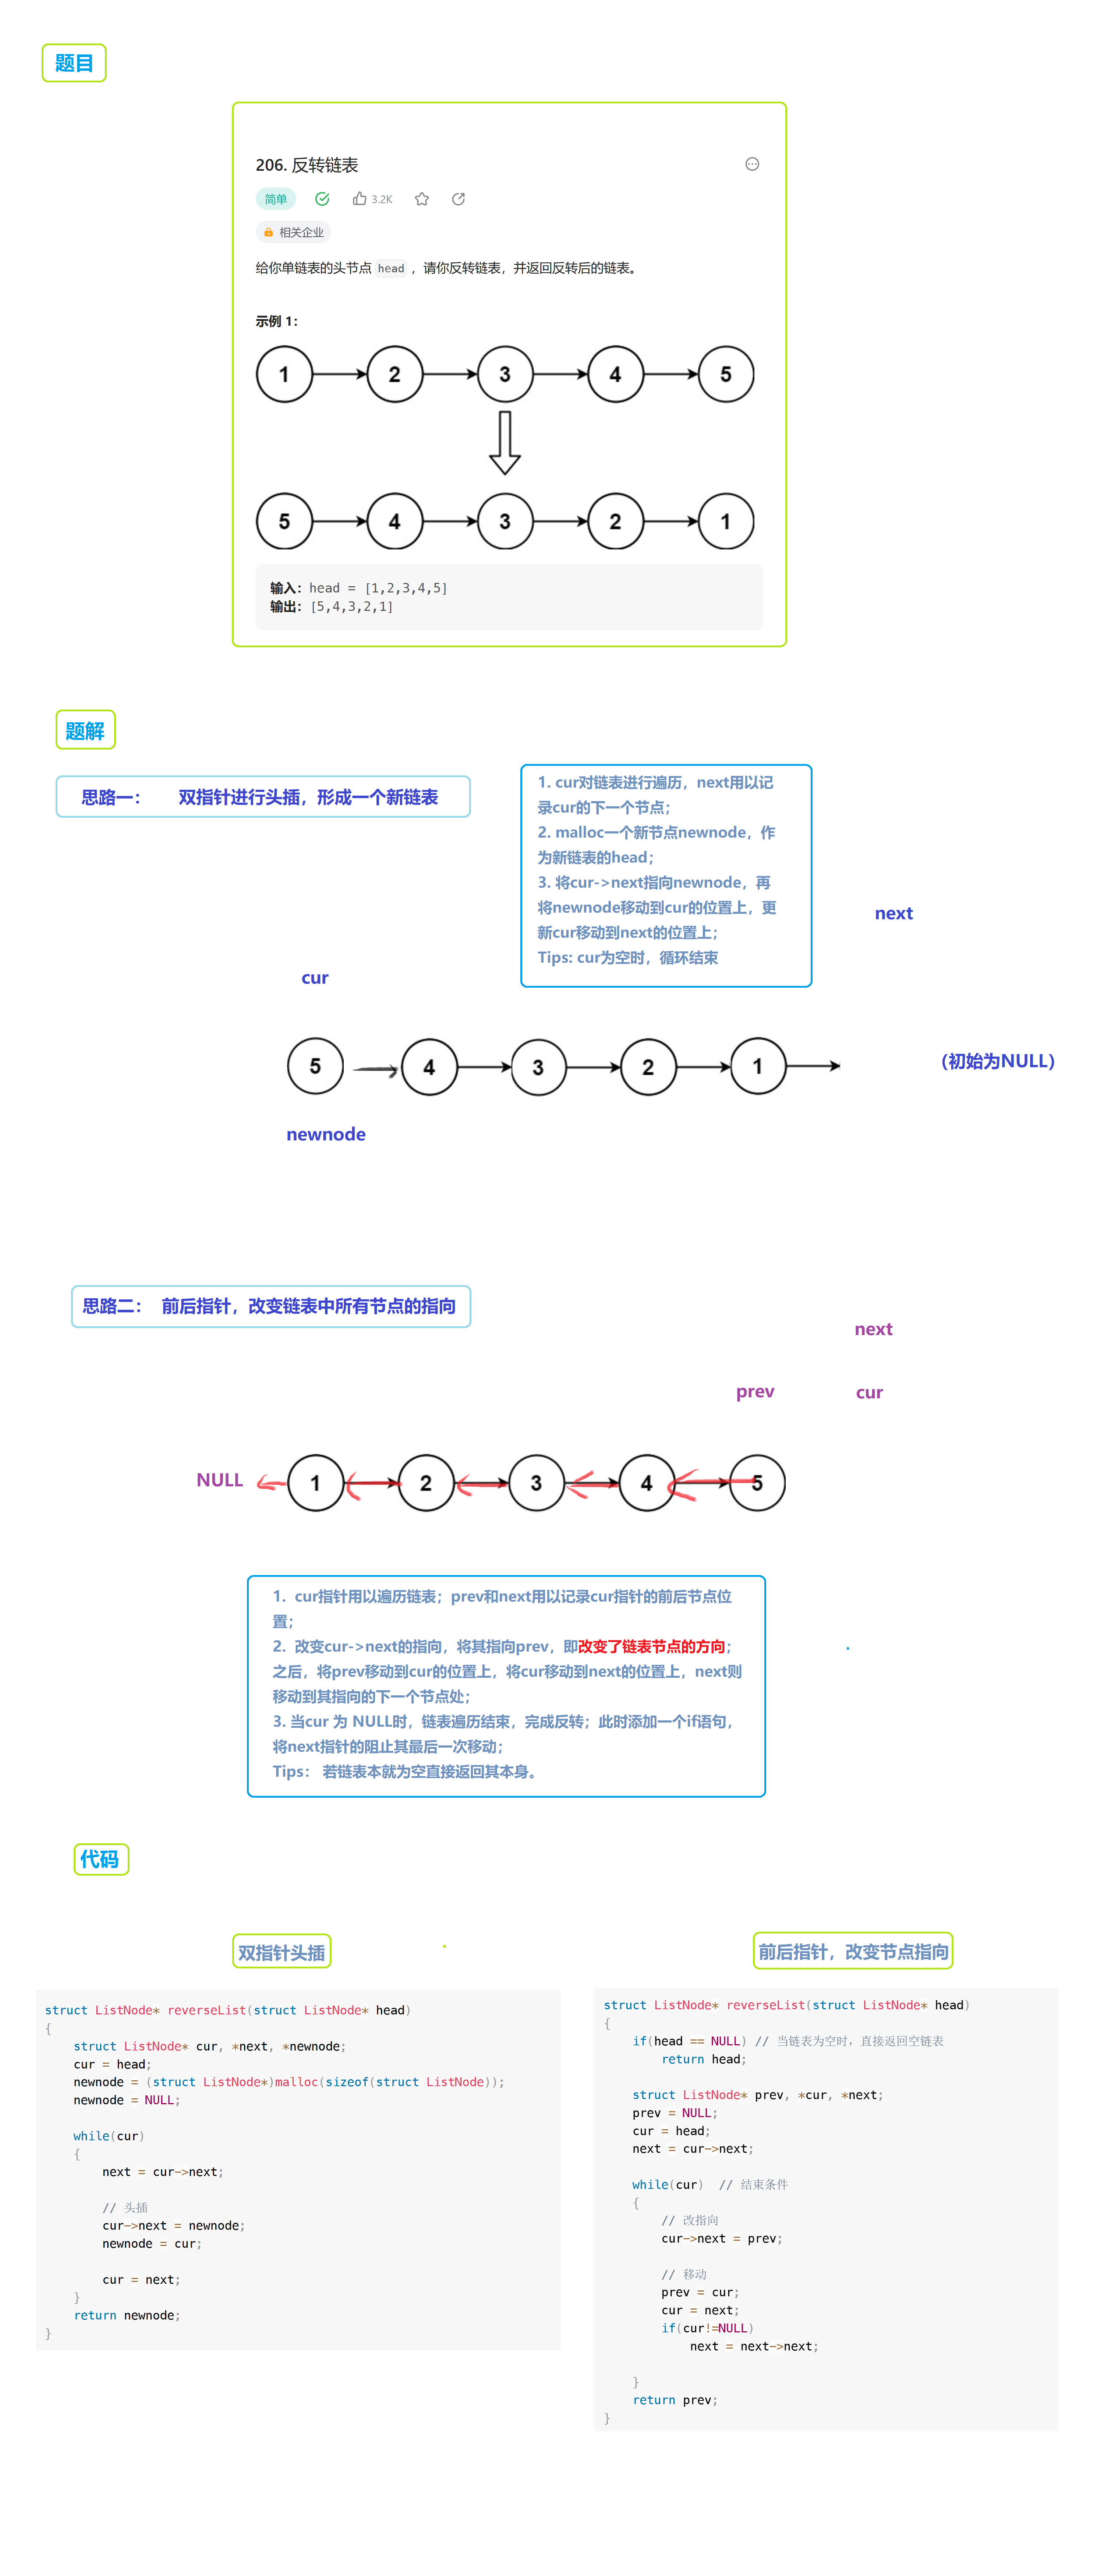 题目
206. 反转链表
简单 3.2K
相关企业
给你单链表的头节点 head ，请你反转链表，并返回反转后的链表。
示例 1：
1 2 3 4 5
5 4 3 2 1
输入：head = [1,2,3,4,5]
输出：[5,4,3,2,1]
题解
思路一： 双指针进行头插，形成一个新链表
1. cur对链表进行遍历，next用以记
录cur的下一个节点；
2. malloc一个新节点newnode，作
为新链表的head；
3. 将cur->next指向newnode，再
将newnode移动到cur的位置上，更
新cur移动到next的位置上；
Tips: cur为空时，循环结束
next
cur
5 4 3 2 1
(初始为NULL)
newnode
思路二： 前后指针，改变链表中所有节点的指向
next
prev cur
NULL 1 2 3 4 5
1. cur指针用以遍历链表；prev和next用以记录cur指针的前后节点位
置；
2. 改变cur->next的指向，将其指向prev，即改变了链表节点的方向；
之后，将prev移动到cur的位置上，将cur移动到next的位置上，next则
移动到其指向的下一个节点处；
3. 当cur 为 NULL时，链表遍历结束，完成反转；此时添加一个if语句，
将next指针的阻止其最后一次移动；
Tips： 若链表本就为空直接返回其本身。
代码
双指针头插
struct ListNode* reverseList(struct ListNode* head)
{
struct ListNode* cur, *next, *newnode;
cur = head;
newnode = (struct ListNode*)malloc(sizeof(struct ListNode));
newnode = NULL;
while(cur)
{
next = cur->next;
// 头插
cur->next = newnode;
newnode = cur;
cur = next;
}
return newnode;
}
前后指针，改变节点指向
struct ListNode* reverseList(struct ListNode* head)
{
if(head == NULL) // 当链表为空时，直接返回空链表
return head;
struct ListNode* prev, *cur, *next;
prev = NULL;
cur = head;
next = cur->next;
while(cur) // 结束条件
{
// 改指向
cur->next = prev;
// 移动
prev = cur;
cur = next;
if(cur!=NULL)
next = next->next;
}
return prev;
}